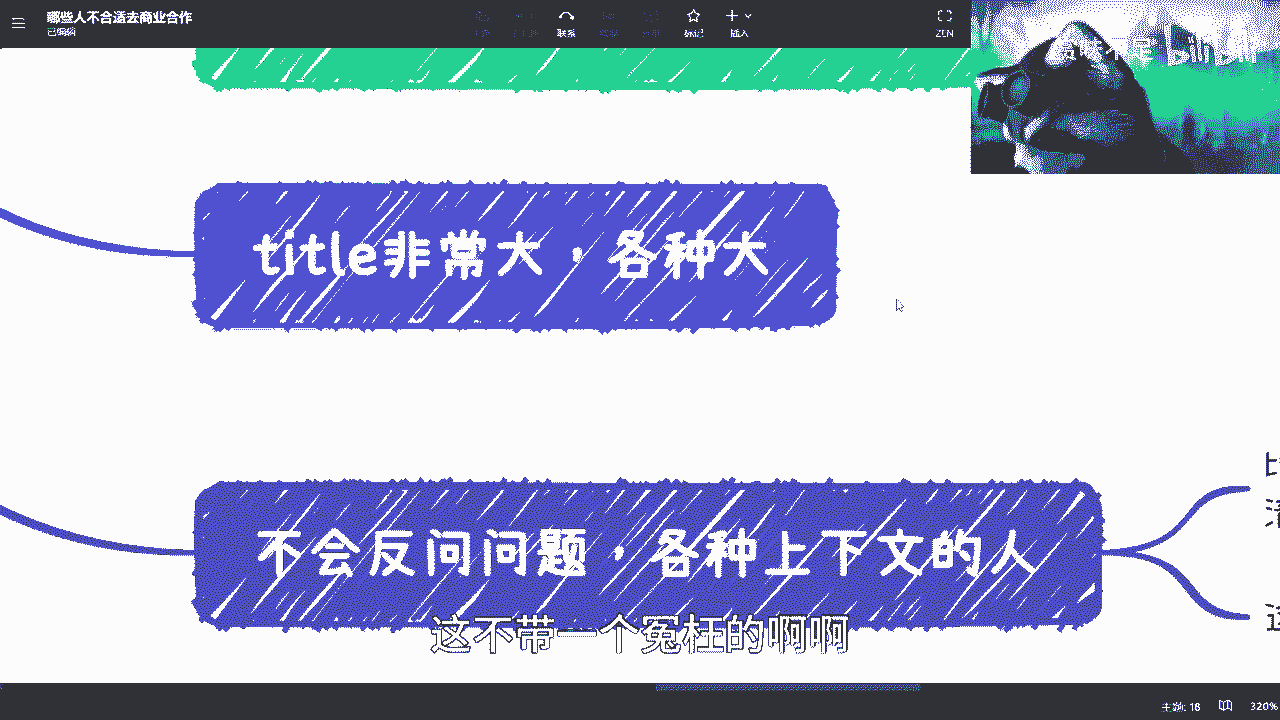 哪些人不合适去商业合作
已编辑
联系
标记
插入
ZEN
bilibili
title非常大，各种大
不会反问问题，各种上下文的人
这不带一个冤枉的啊啊
主题: 18
320%